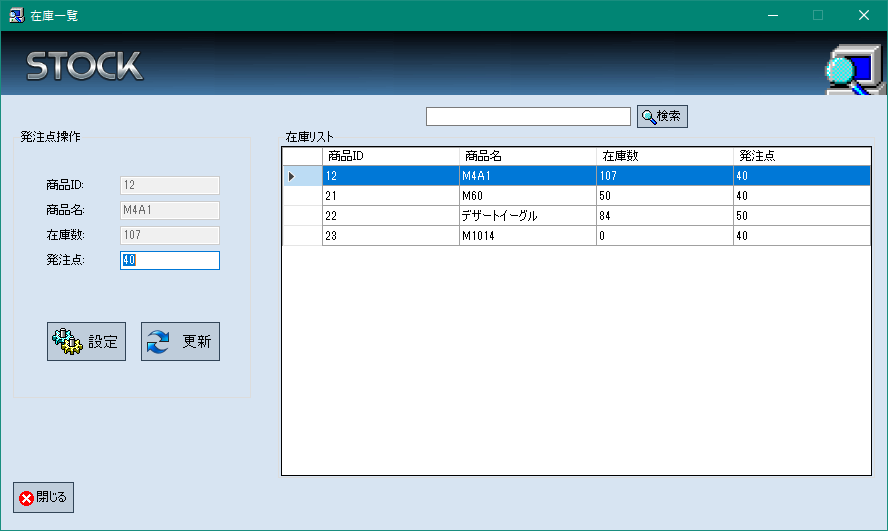 在庫一覧
STOCK
検索
発注点操作
商品ID: 12
商品名: M4A1
在庫数: 107
発注点: 40
設定 更新
在庫リスト
商品ID 商品名 在庫数 発注点
12 M4A1 107 40
21 M60 50 40
22 デザートイーグル 84 50
23 M1014 0 40
閉じる